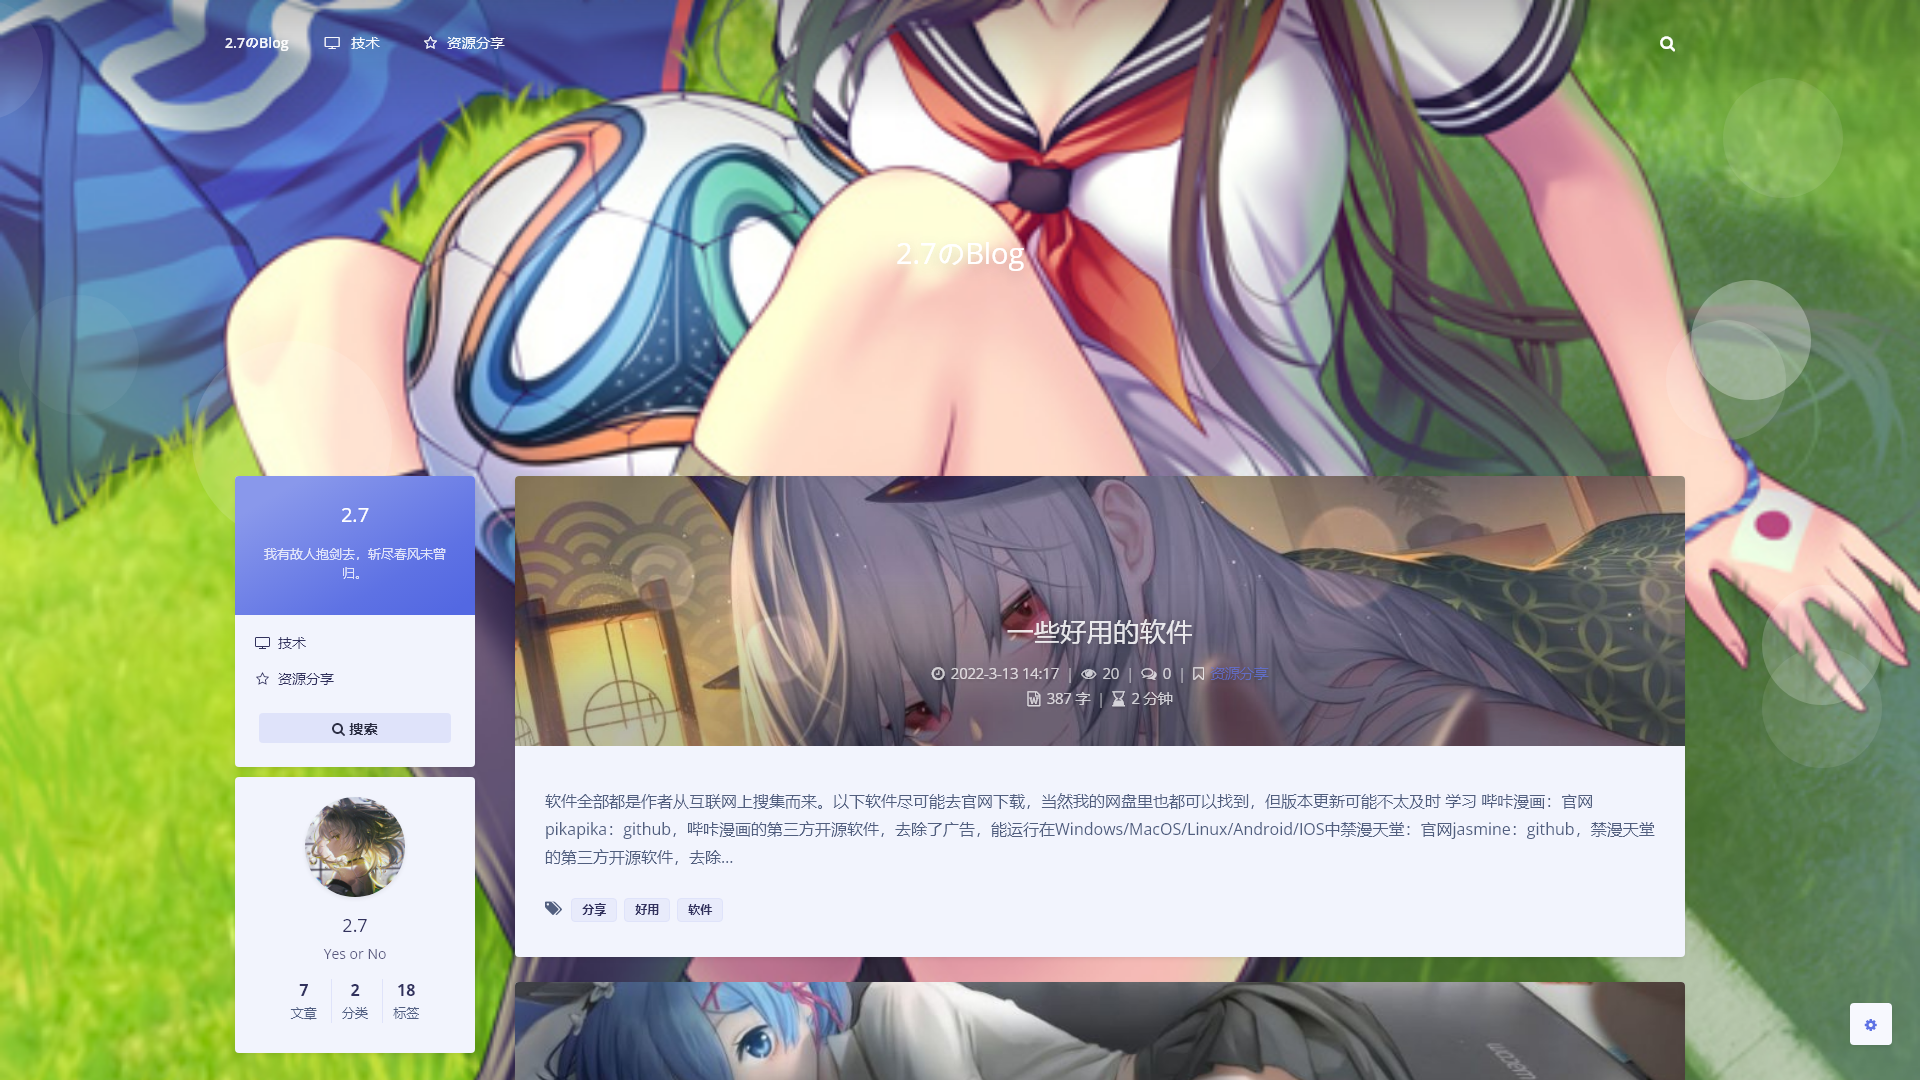 2.7のBlog 技术 资源分享
2.7のBlog
2.7
我有故人抱剑去，斩尽春风未曾
归。
技术
资源分享
搜索
2.7
Yes or No
7 2 18
文章 分类 标签
一些好用的软件
2022-3-13 14:17 | 20 | 0 | 资源分享
387 字 | 2 分钟
软件全部都是作者从互联网上搜集而来。以下软件尽可能去官网下载，当然我的网盘里也都可以找到，但版本更新可能不太及时 学习 哔咔漫画：官网
pikapika：github，哔咔漫画的第三方开源软件，去除了广告，能运行在Windows/MacOS/Linux/Android/IOS中禁漫天堂：官网jasmine：github，禁漫天堂
的第三方开源软件，去除...
分享 好用 软件
wacom